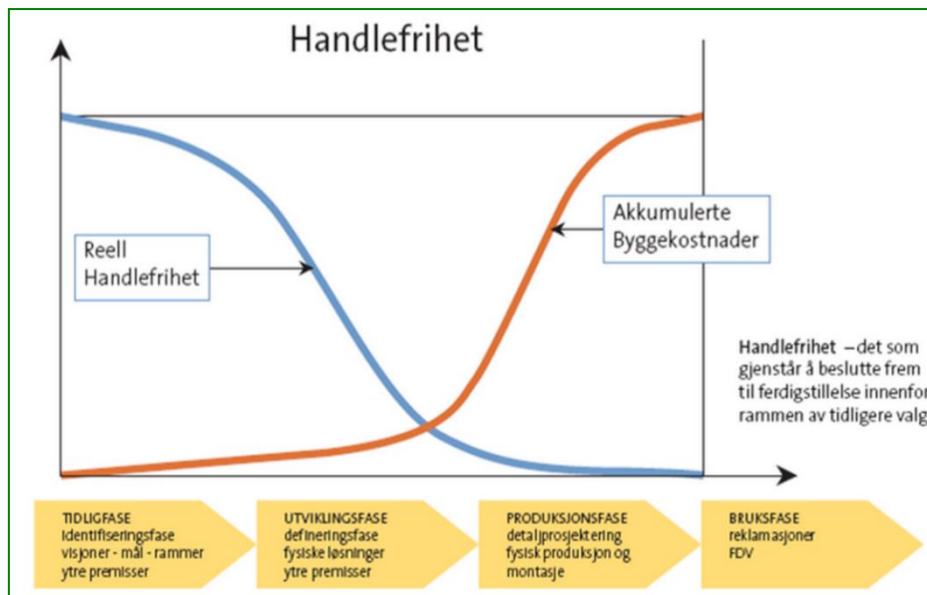 Handlefrihet
Reell
Handlefrihet
Akkumulerte
Byggekostnader
Handlefrihet – det som
gjenstår å beslutte frem
til ferdigstillelse innenfor
rammen av tidligere valg
TIDLIGFASE
identifiseringsfase
visjoner - mål - rammer
ytre premisser
UTVIKLINGSFASE
defineringsfase
fysiske løsninger
ytre premisser
PRODUKSJONSFASE
detaljprosjektering
fysisk produksjon og
montasje
BRUKSFASE
reklamasjoner
FDV